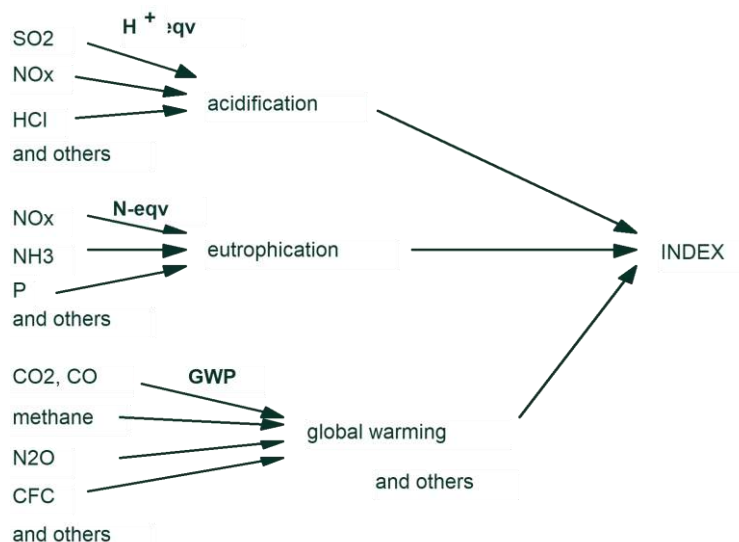 H + eqv
SO2
NOx
acidification
HCl
and others
N-eqv
NOx
NH3
eutrophication
INDEX
P
and others
CO2, CO
GWP
methane
global warming
N2O
and others
CFC
and others